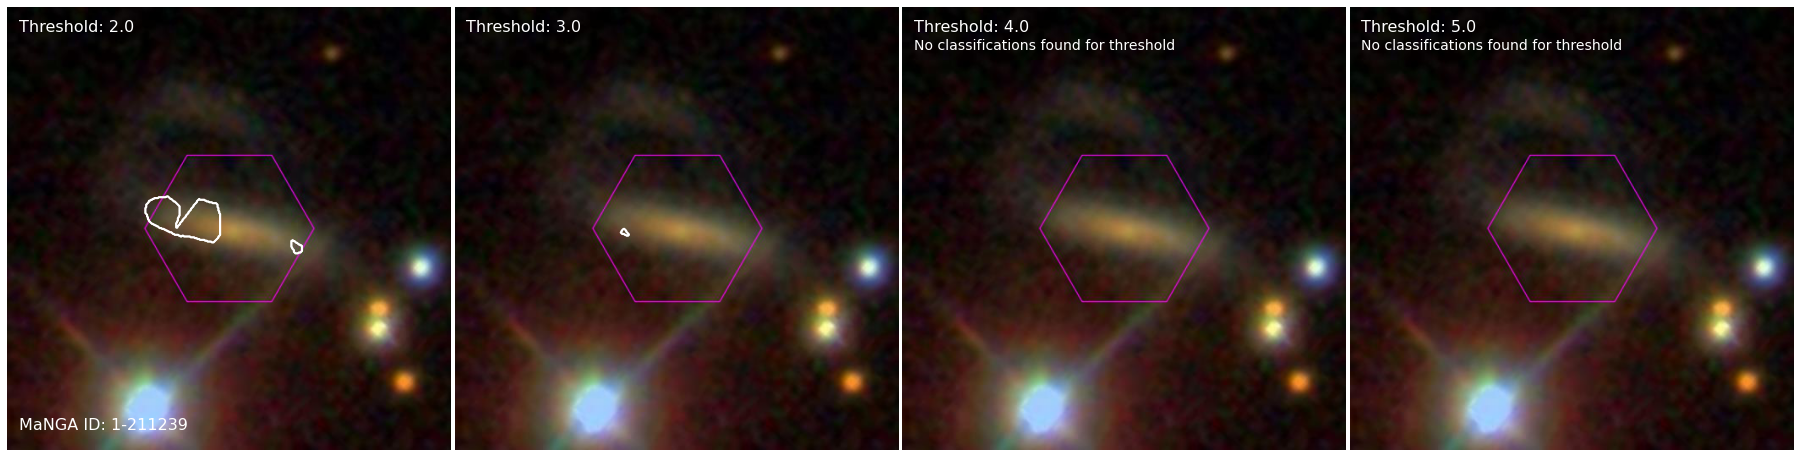 Threshold: 2.0
MaNGA ID: 1-211239
Threshold: 3.0
Threshold: 4.0
No classifications found for threshold
Threshold: 5.0
No classifications found for threshold